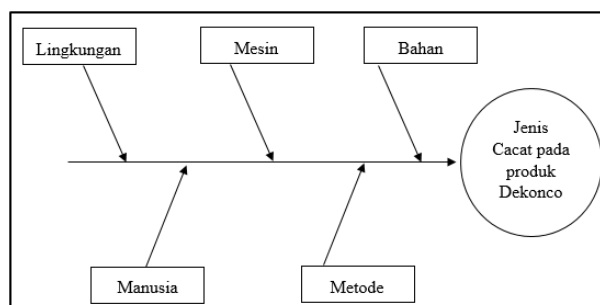 Lingkungan
Mesin
Bahan
Jenis
Cacat pada
produk
Dekonco
Manusia
Metode